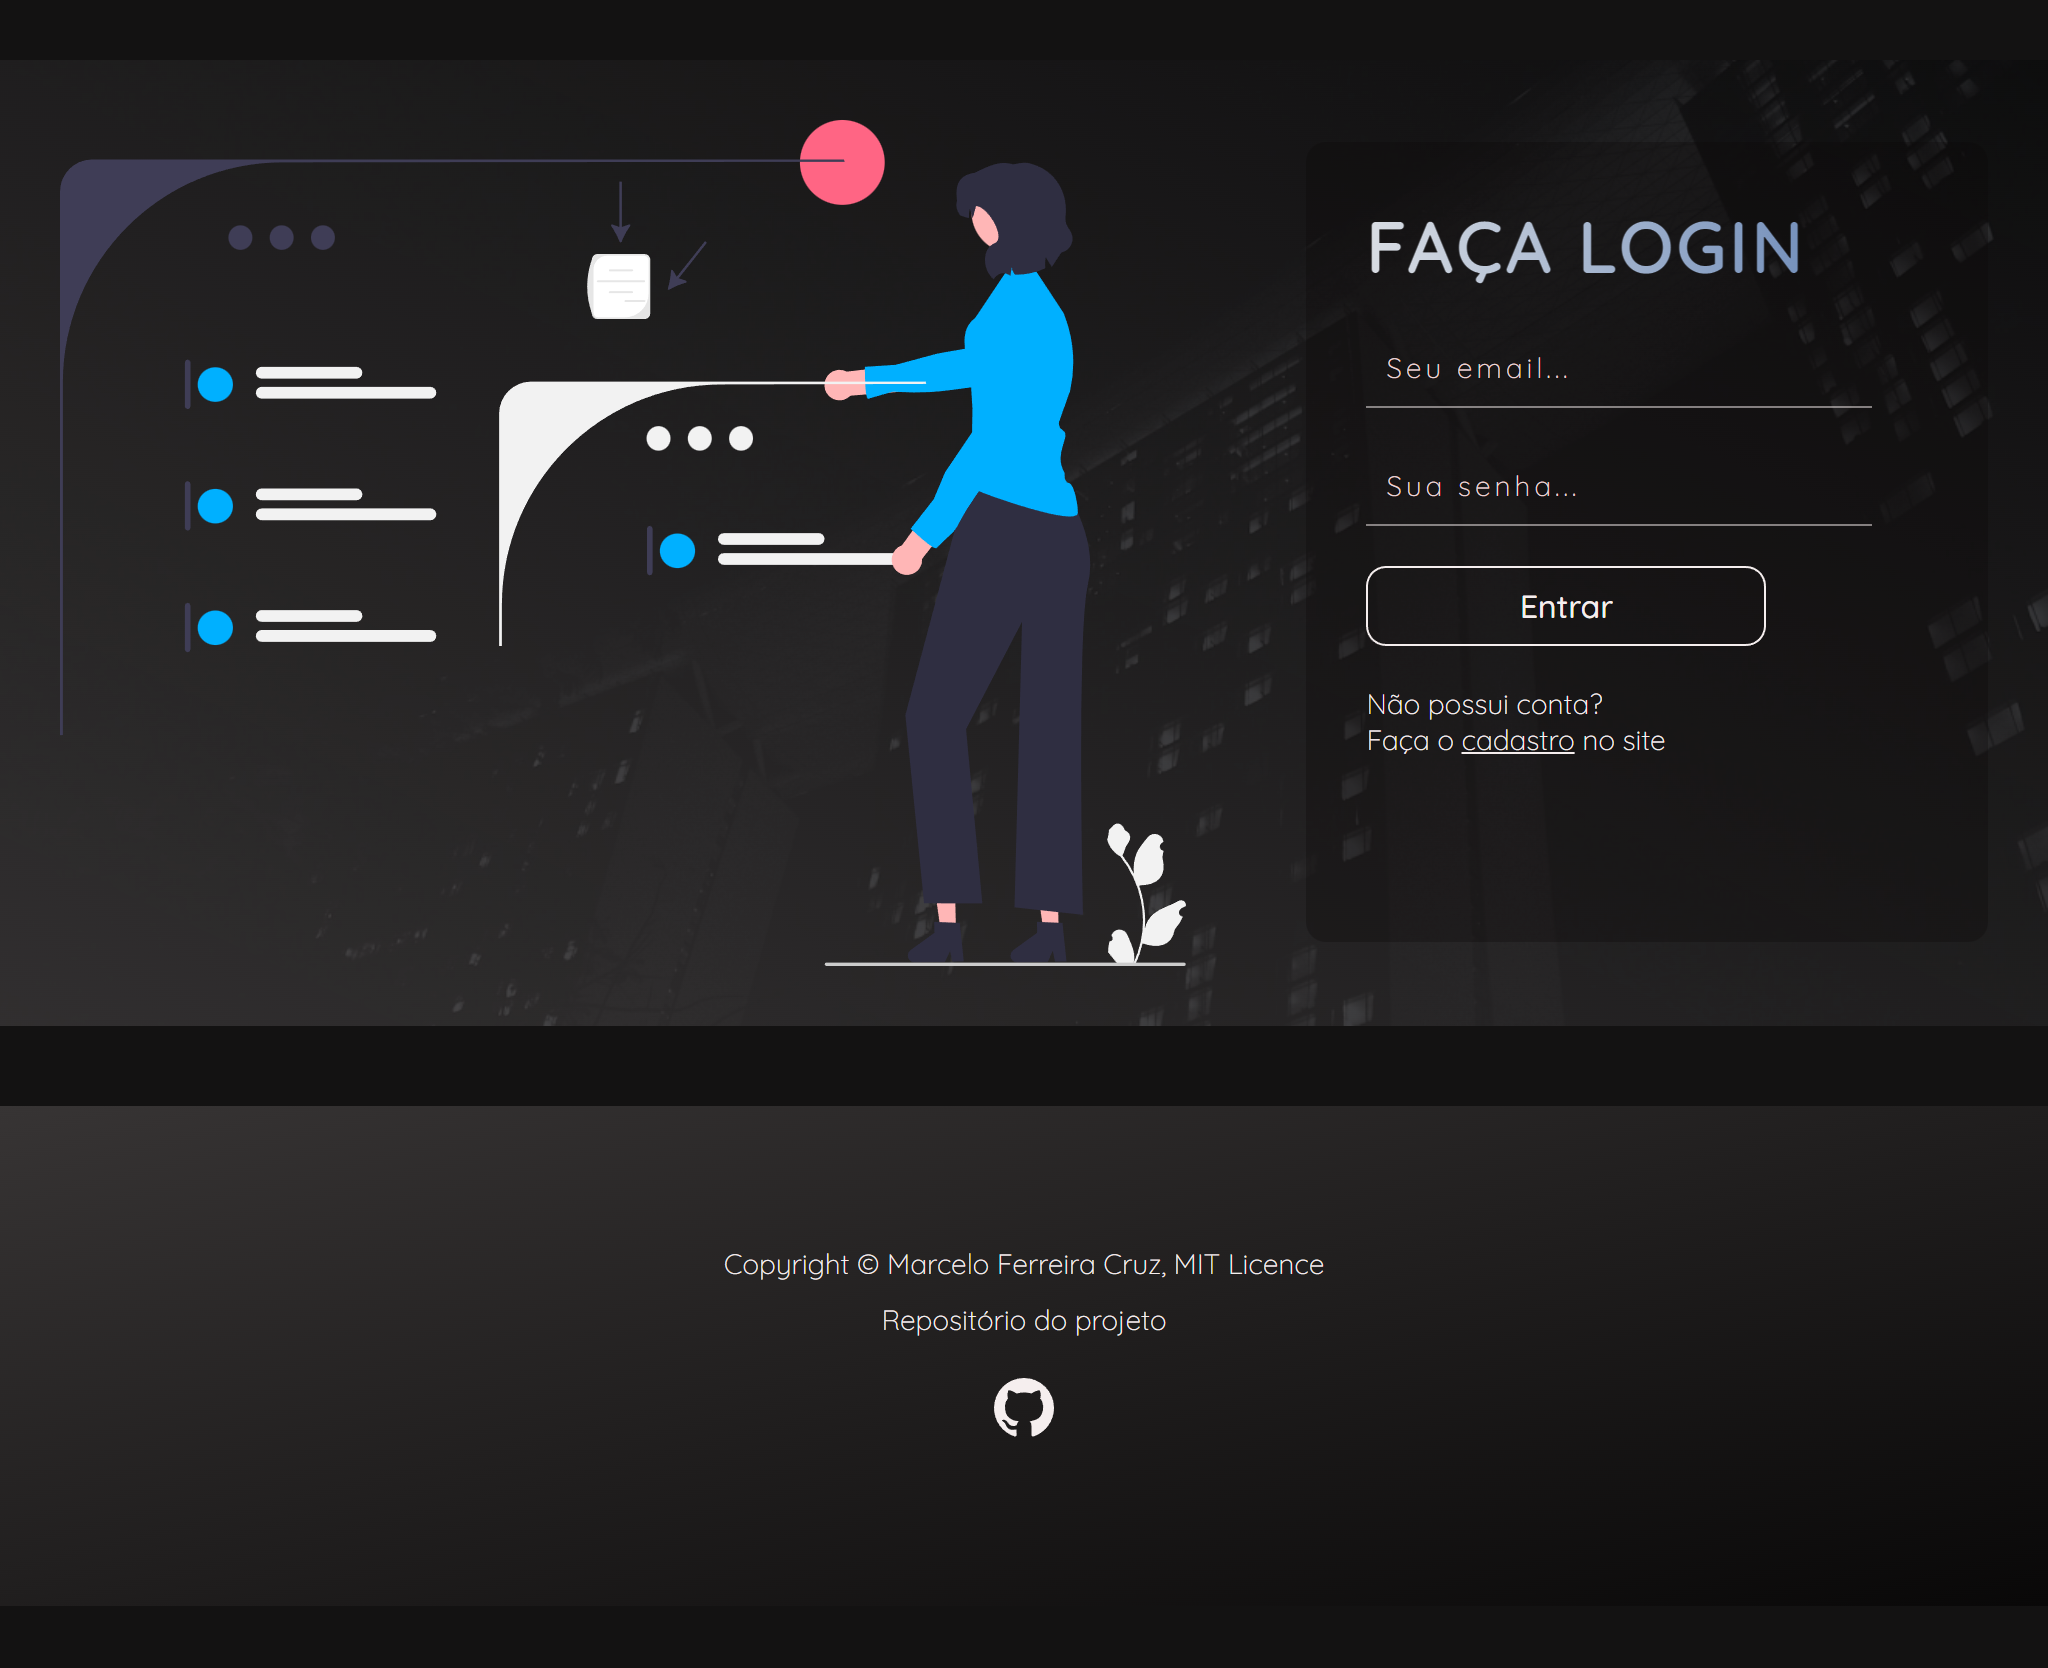 FAÇA LOGIN
Seu email...
Sua senha...
Entrar
Não possui conta?
Faça o cadastro no site
Copyright © Marcelo Ferreira Cruz, MIT Licence
Repositório do projeto